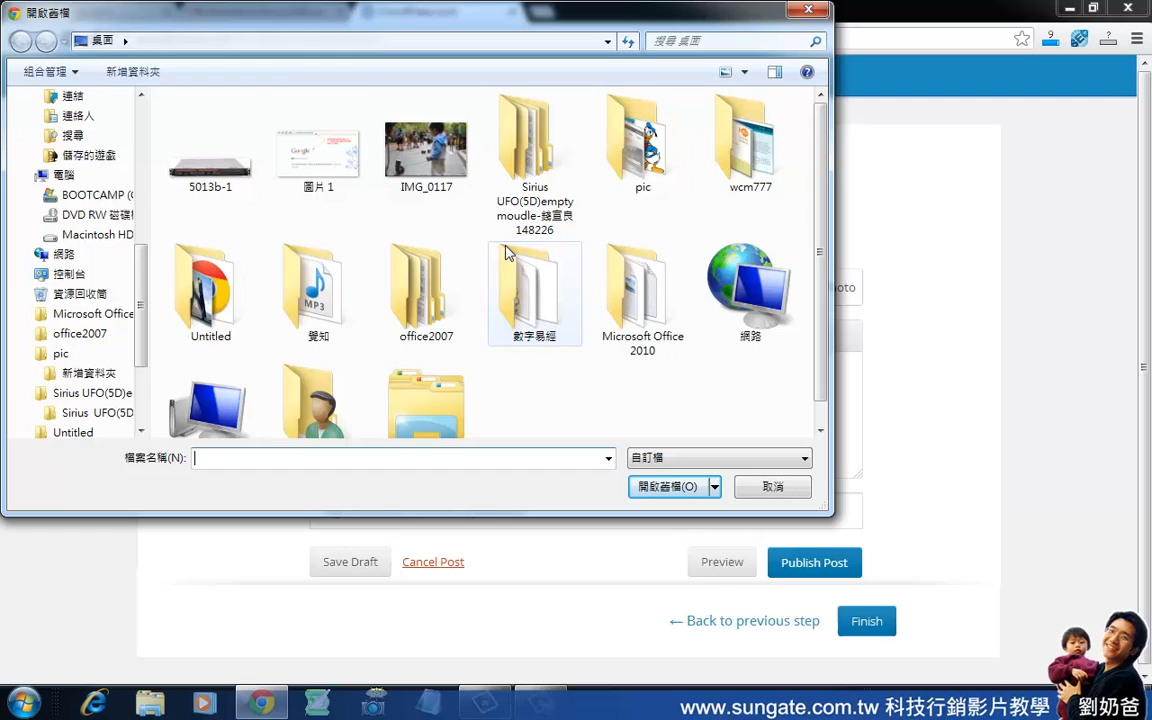 開啟舊檔
桌面
搜尋 桌面
9
?
組合管理
新增資料夾
連結
連絡人
搜尋
儲存的遊戲
電腦
BOOTCAMP (C
DVD RW 磁碟機
Macintosh HD
網路
控制台
資源回收筒
Microsoft Office
office2007
pic
新增資料夾
Sirius UFO(5D)e
Sirius UFO(5D
Untitled
5013b-1
圖片 1
IMG_0117
Sirius
UFO(5D)empty
moudle-錢富良
148226
pic
wcm777
Google
MP3
Untitled
覺知
office2007
數字易經
Microsoft Office
2010
網路
oto
檔案名稱(N):
自訂檔
開啟舊檔(O)
取消
Save Draft
Cancel Post
Preview
Publish Post
← Back to previous step
Finish
www.sungate.com.tw 科技行銷影片教學
劉奶爸